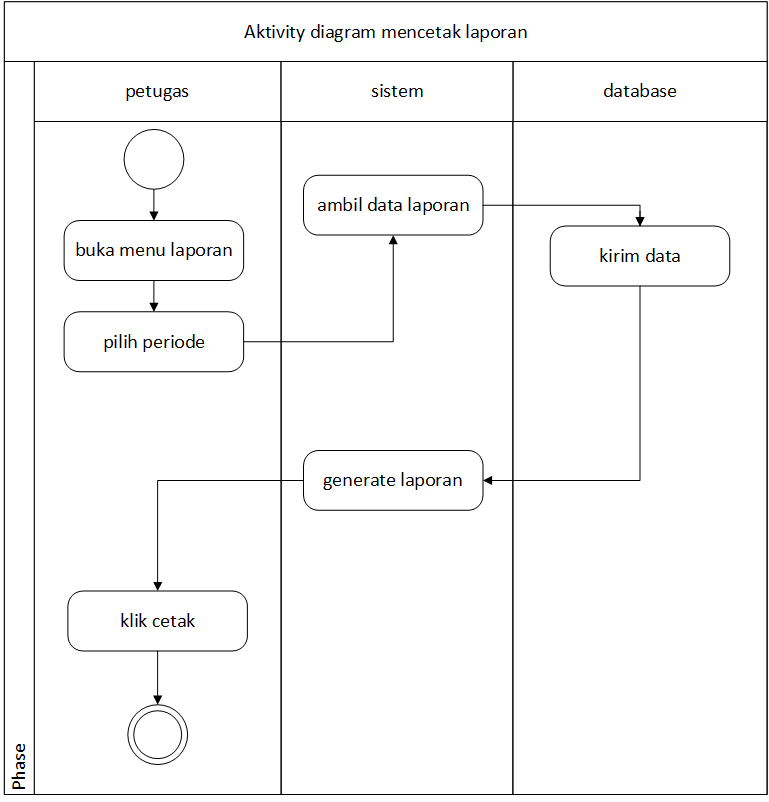 Aktivity diagram mencetak laporan
petugas
sistem
database
buka menu laporan
pilih periode
ambil data laporan
kirim data
generate laporan
klik cetak
Phase